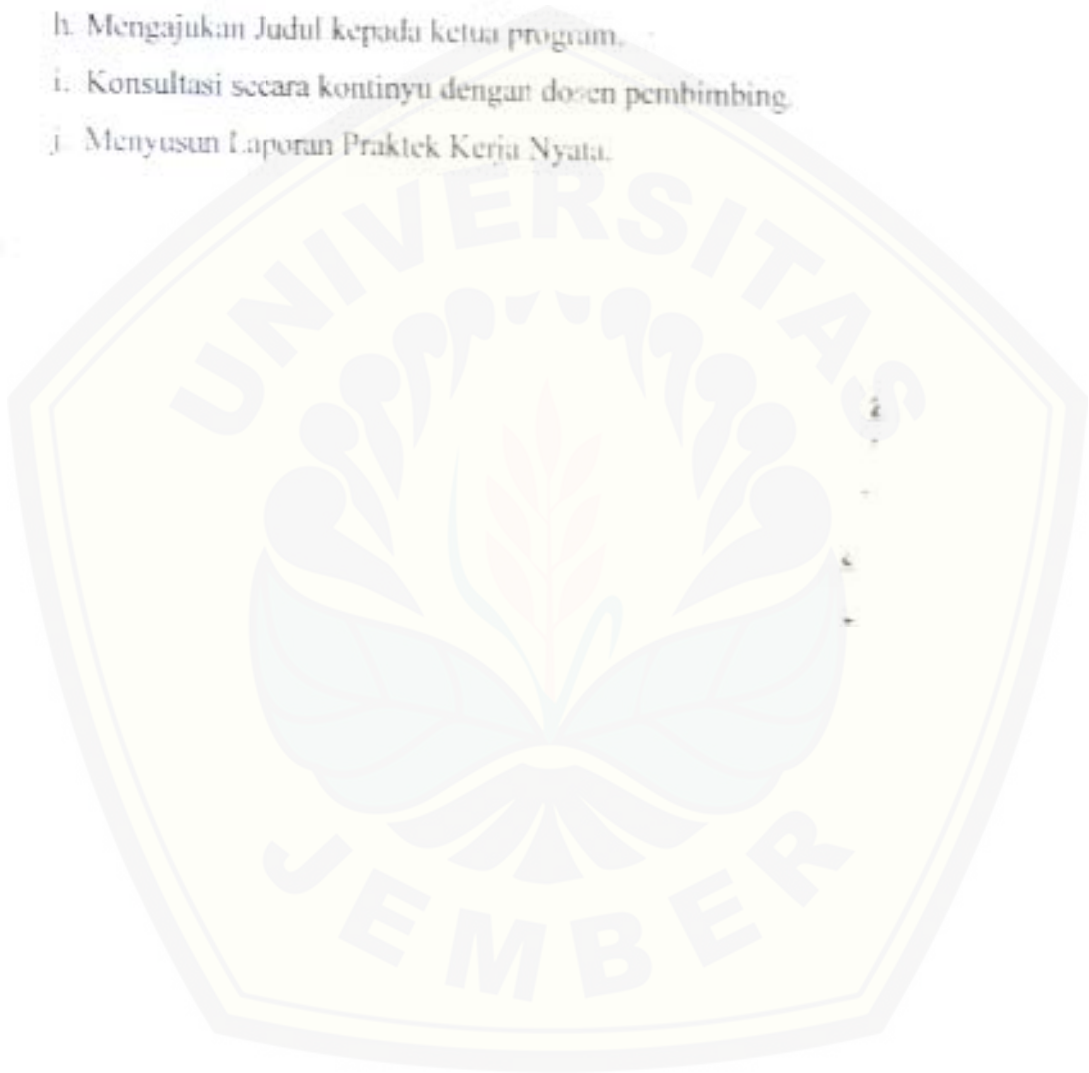 h. Mengajukan Judul kepada ketua program.
i. Konsultasi secara kontinyu dengan dosen pembimbing.
j. Menyusun Laporan Praktek Kerja Nyata.
UNIVERSITAS
JEMBER